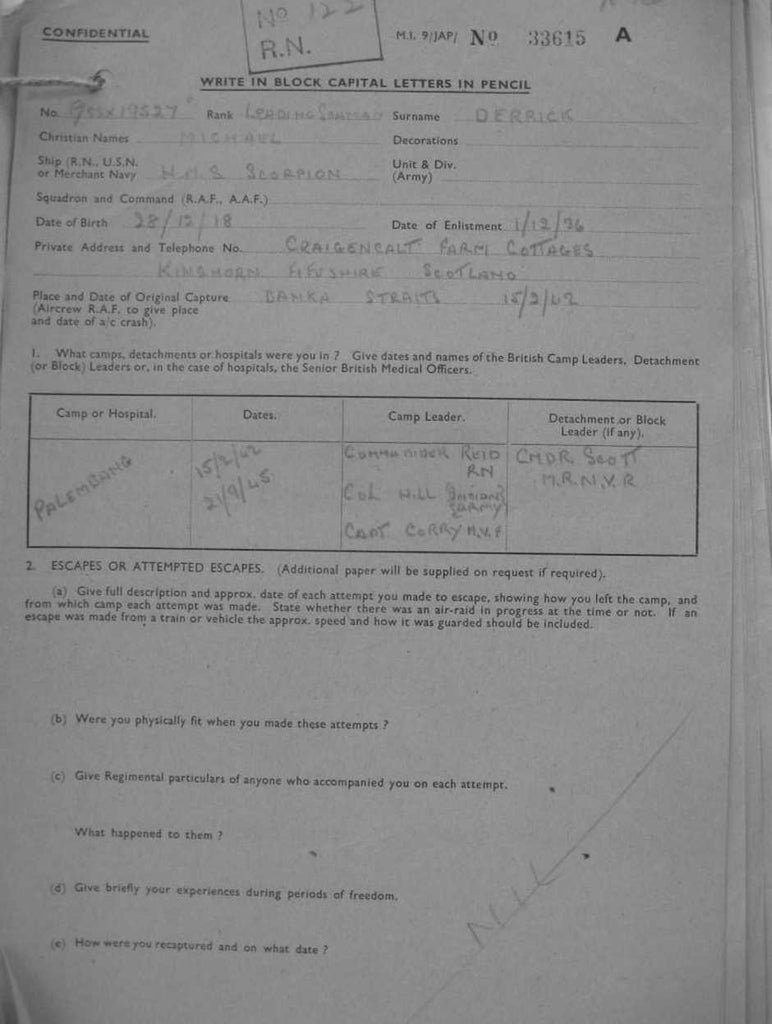 CONFIDENTIAL
No 122
R.N.
M.I. 9/JAP/ No 33615 A
WRITE IN BLOCK CAPITAL LETTERS IN PENCIL
No. Rank LEADING SEAMAN Surname DERRICK
Christian Names MICHAEL Decorations
Ship (R.N., U.S.N. Unit & Div.
or Merchant Navy H.M.S SCORPION (Army)
Squadron and Command (R.A.F., A.A.F.)
Date of Birth 28/12/18 Date of Enlistment 1/12/36
Private Address and Telephone No. CRAIGENCALT FARM COTTAGES
KINGHORN FIFESHIRE SCOTLAND
Place and Date of Original Capture BANKA STRAITS 15/2/42
(Aircrew R.A.F. to give place
and date of a/c crash).
1. What camps, detachments or hospitals were you in ? Give dates and names of the British Camp Leaders, Detachment
(or Block) Leaders or, in the case of hospitals, the Senior British Medical Officers.
Camp or Hospital. Dates. Camp Leader. Detachment or Block
Leader (if any).
PALEMBANG 15/2/42 COMMANDER REID CMDR. SCOTT
21/9/45 RN M.R.N.V.R
COL HILL INDIAN
ARMY
CAPT CORRY M.V.F
2. ESCAPES OR ATTEMPTED ESCAPES. (Additional paper will be supplied on request if required).
(a) Give full description and approx. date of each attempt you made to escape, showing how you left the camp, and
from which camp each attempt was made. State whether there was an air-raid in progress at the time or not. If an
escape was made from a train or vehicle the approx. speed and how it was guarded should be included.
(b) Were you physically fit when you made these attempts ?
(c) Give Regimental particulars of anyone who accompanied you on each attempt.
What happened to them ?
(d) Give briefly your experiences during periods of freedom.
NIL
(e) How were you recaptured and on what date ?